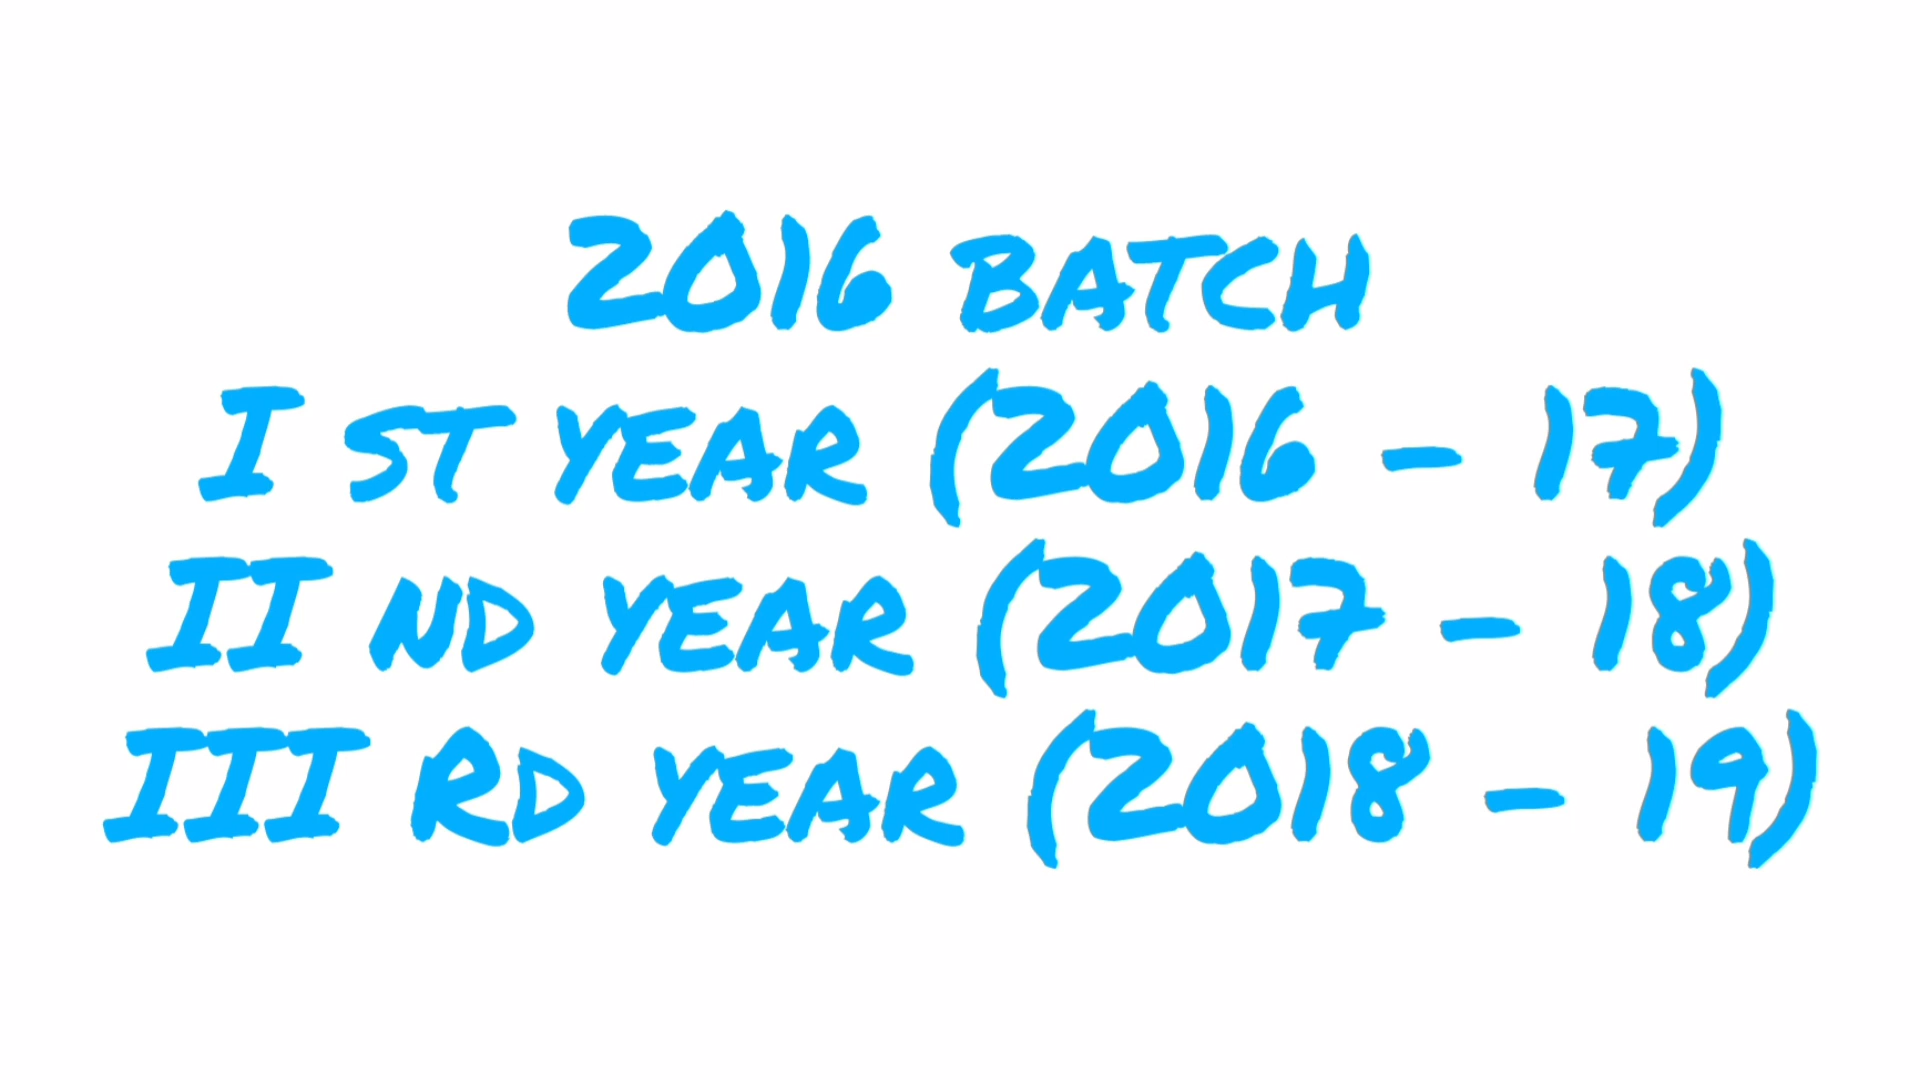 2016 BATCH
I ST YEAR (2016 - 17)
II ND YEAR (2017 - 18)
III RD YEAR (2018 - 19)